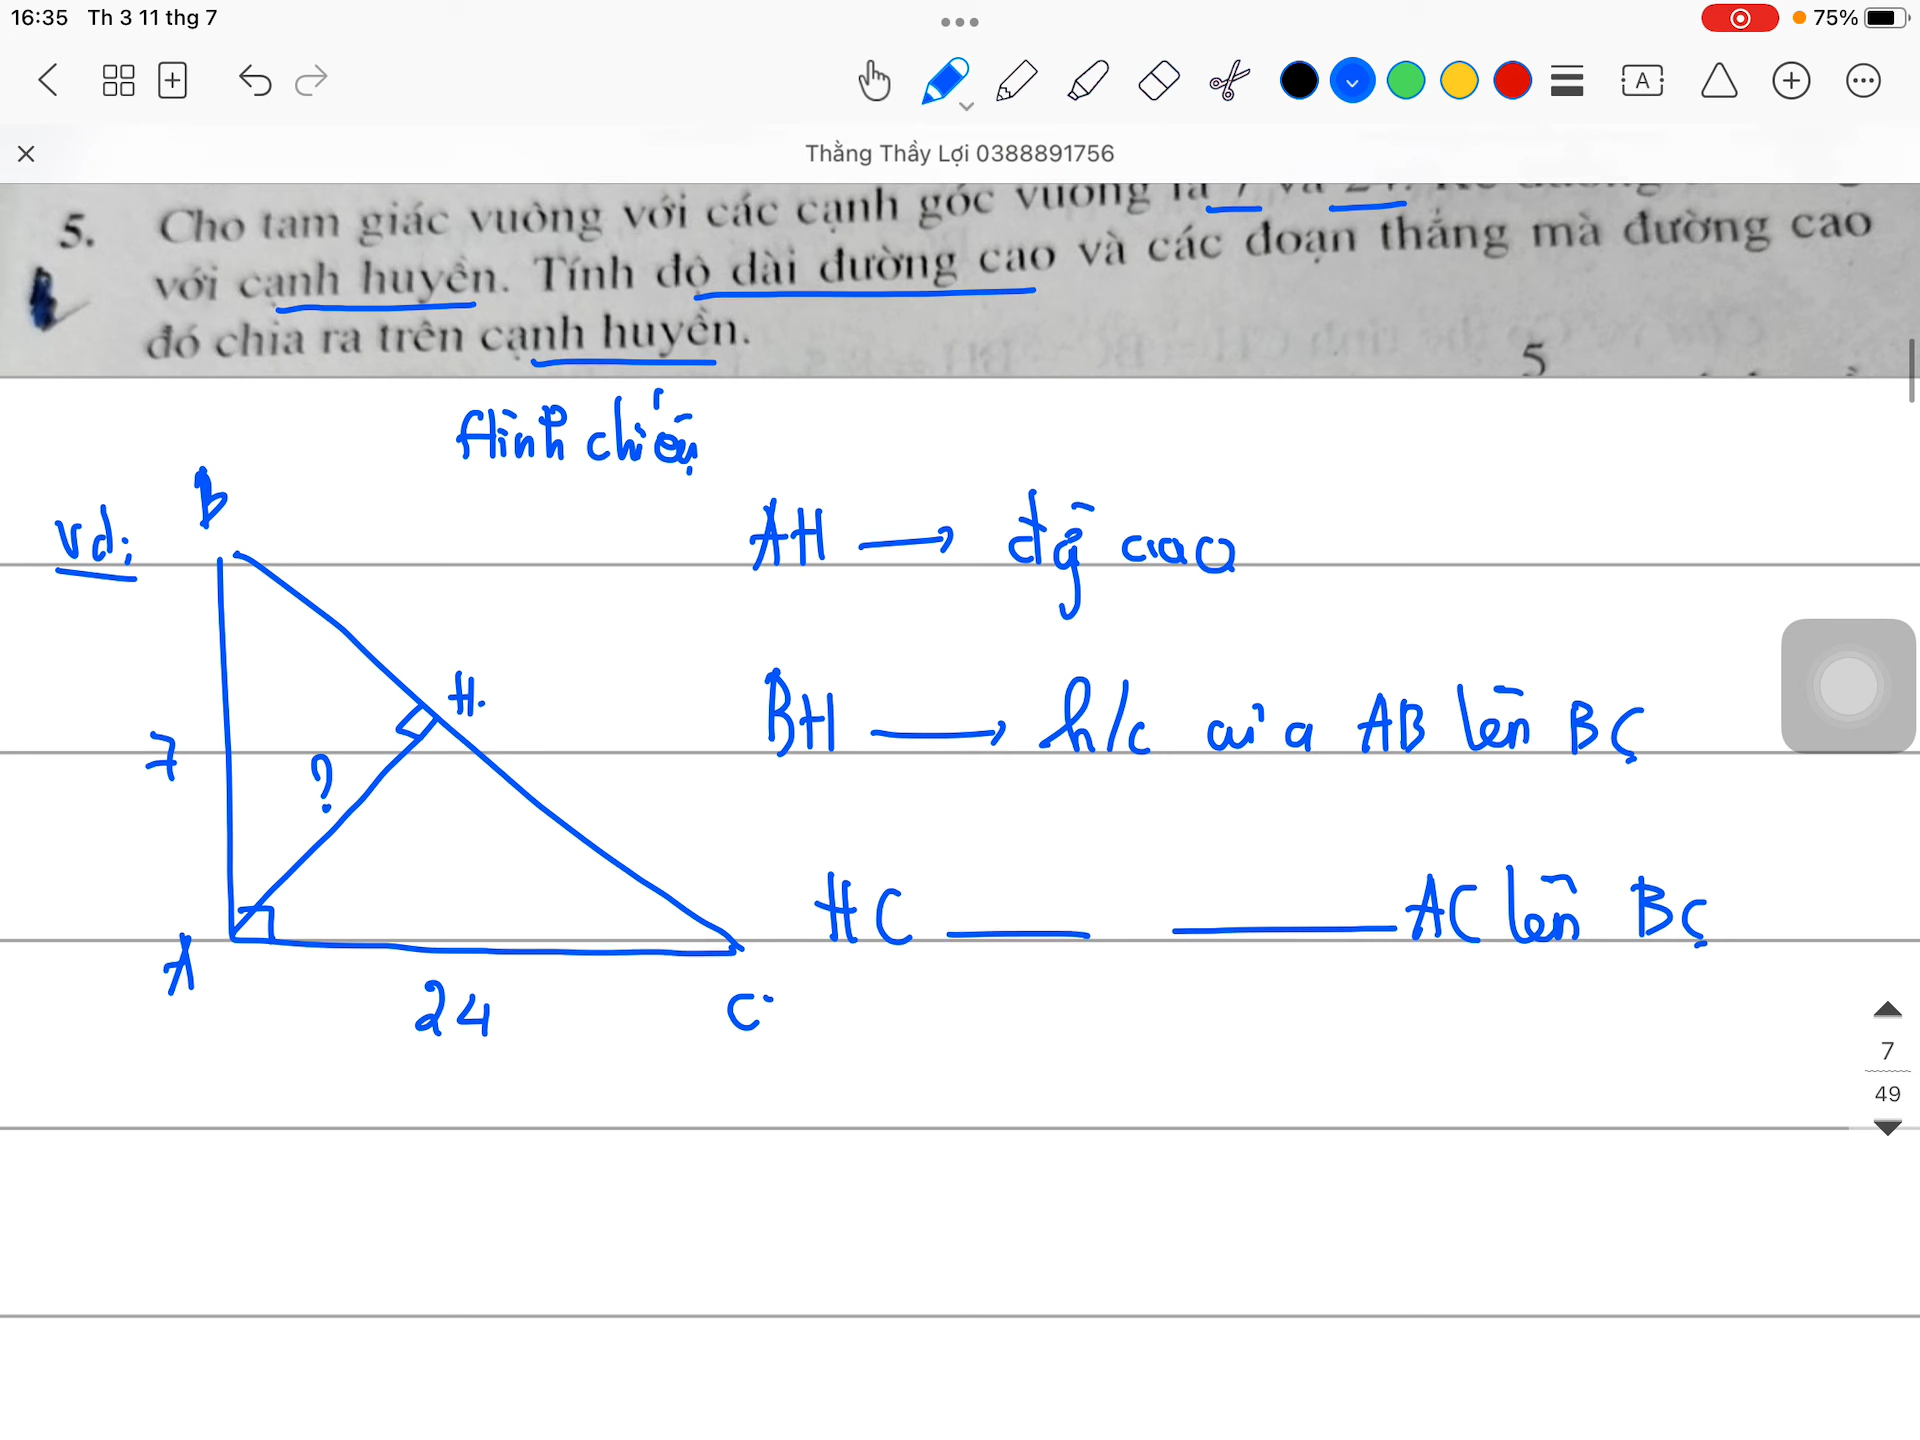 16:35 Th 3 11 thg 7
75%
A
Thằng Thầy Lợi 0388891756
5. Cho tam giác vuông với các cạnh góc vuông là 7 và 24.
với cạnh huyền. Tính độ dài đường cao và các đoạn thẳng mà đường cao
đó chia ra trên cạnh huyền.
5
Hình chiếu
vd:
B
AH → đg cao
H.
BH → h/c của AB lên BC
7
?
HC AC lên BC
A
24
C
7
49